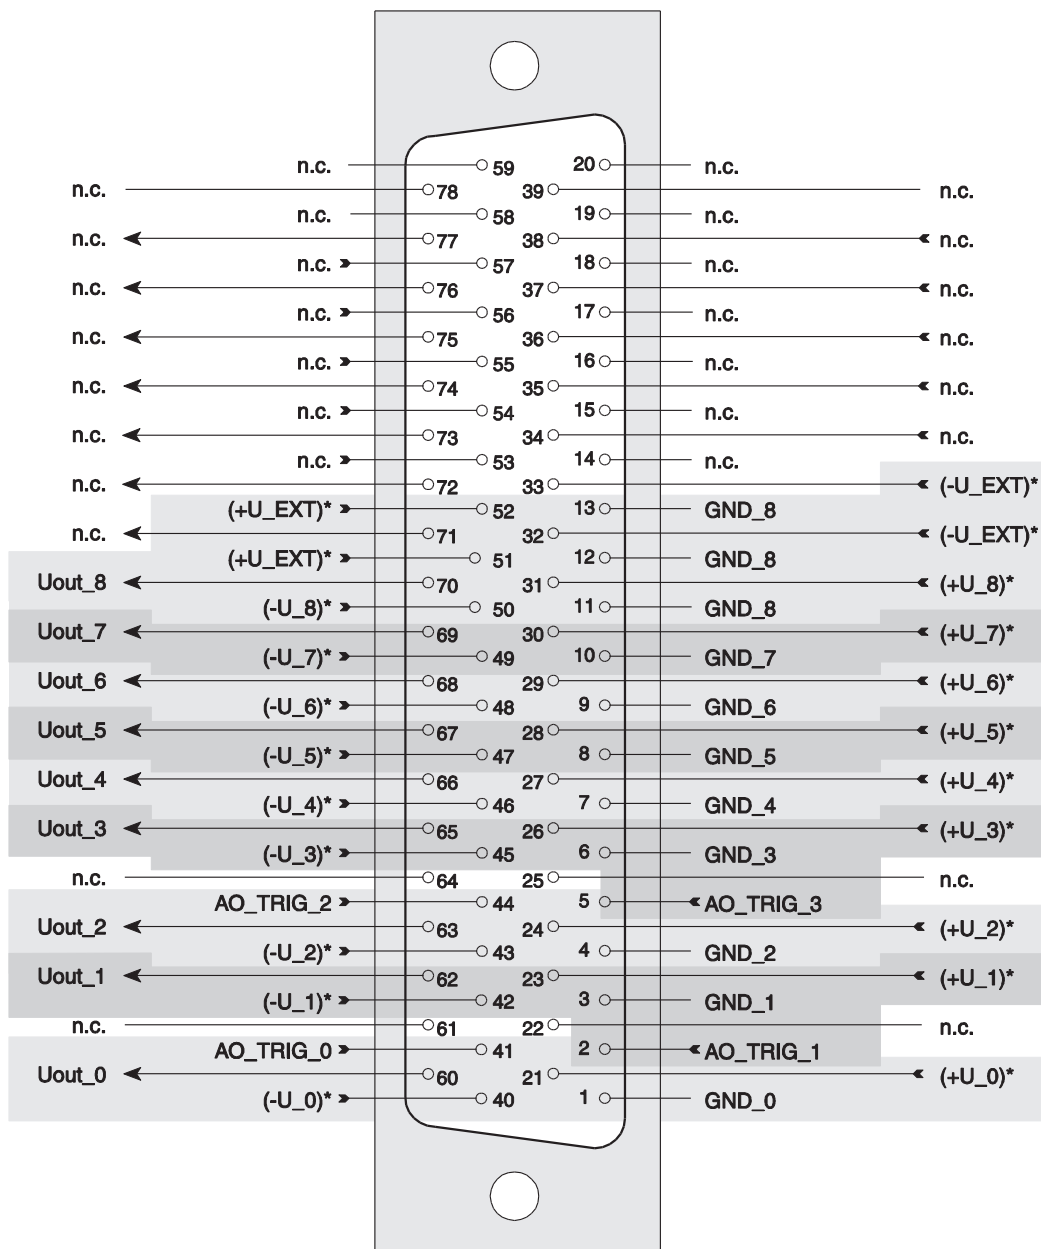 n.c. 59 20 n.c.
n.c. 78 39 n.c.
n.c. 58 19 n.c.
n.c. 77 38 n.c.
n.c. 57 18 n.c.
n.c. 76 37 n.c.
n.c. 56 17 n.c.
n.c. 75 36 n.c.
n.c. 55 16 n.c.
n.c. 74 35 n.c.
n.c. 54 15 n.c.
n.c. 73 34 n.c.
n.c. 53 14 n.c.
n.c. 72 33 (-U_EXT)*
(+U_EXT)* 52 13 GND_8
n.c. 71 32 (-U_EXT)*
(+U_EXT)* 51 12 GND_8
Uout_8 70 31 (+U_8)*
(-U_8)* 50 11 GND_8
Uout_7 69 30 (+U_7)*
(-U_7)* 49 10 GND_7
Uout_6 68 29 (+U_6)*
(-U_6)* 48 9 GND_6
Uout_5 67 28 (+U_5)*
(-U_5)* 47 8 GND_5
Uout_4 66 27 (+U_4)*
(-U_4)* 46 7 GND_4
Uout_3 65 26 (+U_3)*
(-U_3)* 45 6 GND_3
n.c. 64 25 n.c.
AO_TRIG_2 44 5 AO_TRIG_3
Uout_2 63 24 (+U_2)*
(-U_2)* 43 4 GND_2
Uout_1 62 23 (+U_1)*
(-U_1)* 42 3 GND_1
n.c. 61 22 n.c.
AO_TRIG_0 41 2 AO_TRIG_1
Uout_0 60 21 (+U_0)*
(-U_0)* 40 1 GND_0